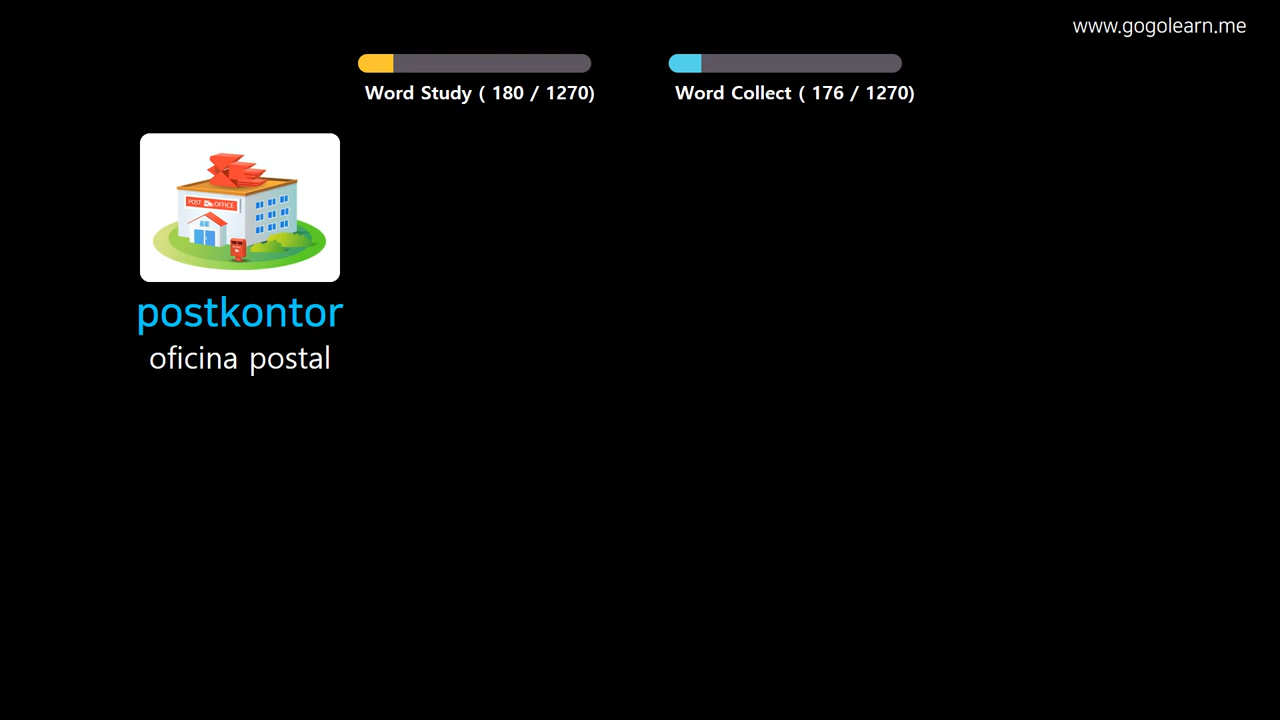 www.gogolearn.me
Word Study ( 180 / 1270)
Word Collect ( 176 / 1270)
POST OFFICE
postkontor
oficina postal